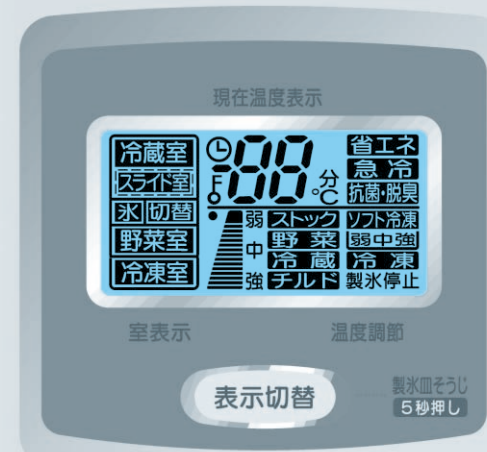 現在温度表示
冷蔵室
スライド室
氷 切替
野菜室
冷凍室
F 88 分 °C
弱
中
強
ストック
野菜
冷蔵
チルド
省エネ
急冷
抗菌・脱臭
ソフト冷凍
弱中強
冷凍
製氷停止
室表示
温度調節
表示切替
製氷皿そうじ
5秒押し